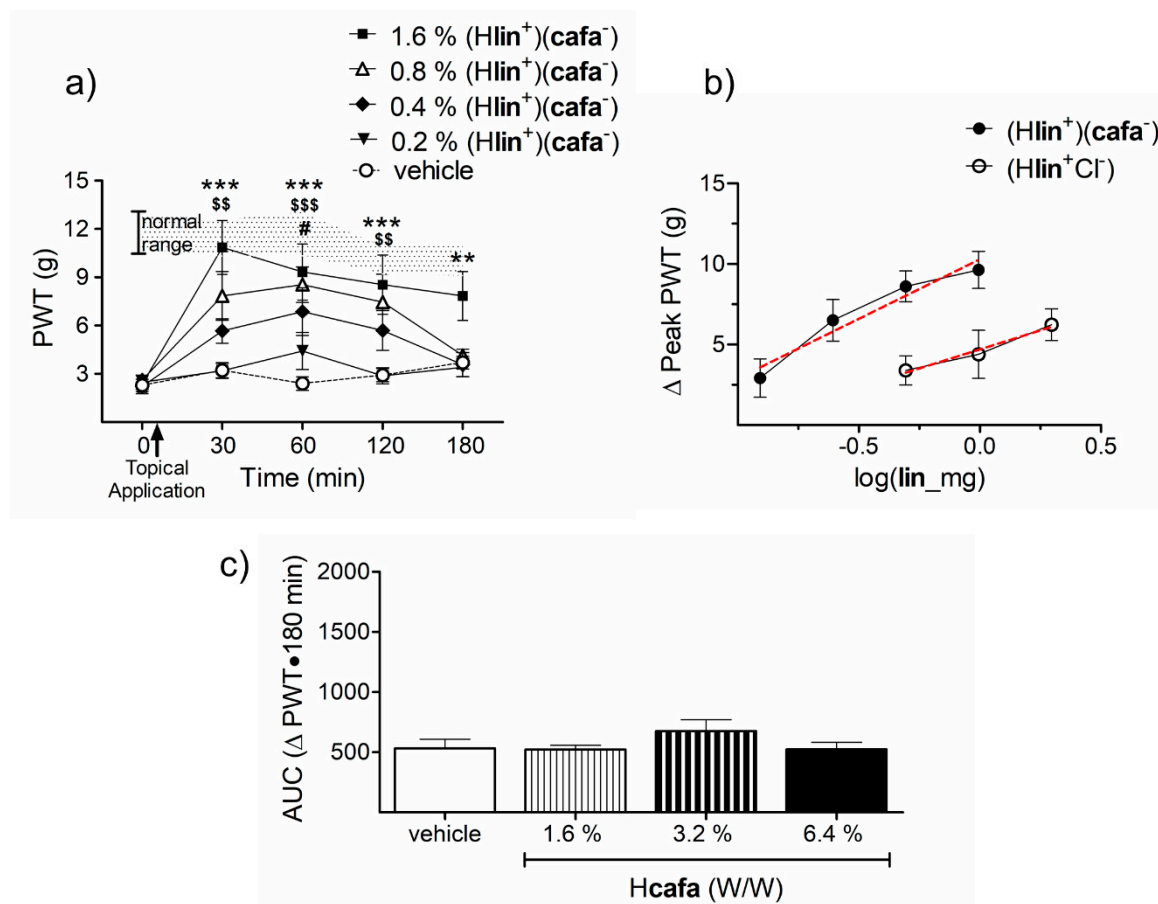 a)
1.6 % (Hlin⁺)(cafa⁻)
0.8 % (Hlin⁺)(cafa⁻)
0.4 % (Hlin⁺)(cafa⁻)
0.2 % (Hlin⁺)(cafa⁻)
vehicle
PWT (g)
15
12
9
6
3
normal
range
***
$$
***
$$$
#
***
$$
**
0 30 60 120 180
Topical
Application
Time (min)
b)
(Hlin⁺)(cafa⁻)
(Hlin⁺Cl⁻)
Δ Peak PWT (g)
15
10
5
-0.5 0.0 0.5
log(lin_mg)
c)
AUC (Δ PWT●180 min)
2000
1500
1000
500
vehicle 1.6 % 3.2 % 6.4 %
Hcafa (W/W)